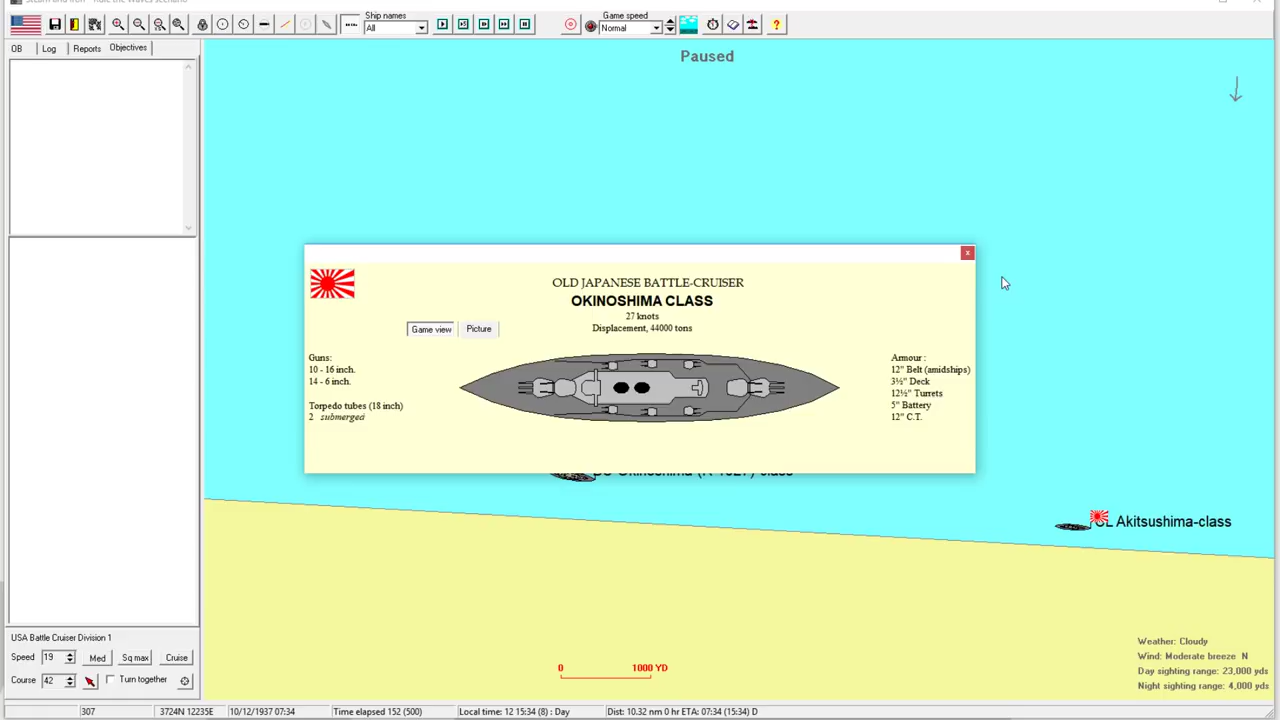 Ship names
All
Game speed
Normal
OB
Log
Reports
Objectives
Paused
OLD JAPANESE BATTLE-CRUISER
OKINOSHIMA CLASS
27 knots
Displacement, 44000 tons
Game view
Picture
Guns:
10 - 16 inch.
14 - 6 inch.
Torpedo tubes (18 inch)
2 submerged
Armour :
12" Belt (amidships)
3½" Deck
12½" Turrets
5" Battery
12" C.T.
CL Akitsushima-class
Weather: Cloudy
Wind: Moderate breeze N
Day sighting range: 23,000 yds
Night sighting range: 4,000 yds
0 1000 YD
USA Battle Cruiser Division 1
Speed 19 Med Sq max Cruise
Course 42 Turn together
307
3724N 12235E
10/12/1937 07:34
Time elapsed 152 (500)
Local time: 12 15:34 (8) : Day
Dist: 10.32 nm 0 hr ETA: 07:34 (15:34) D